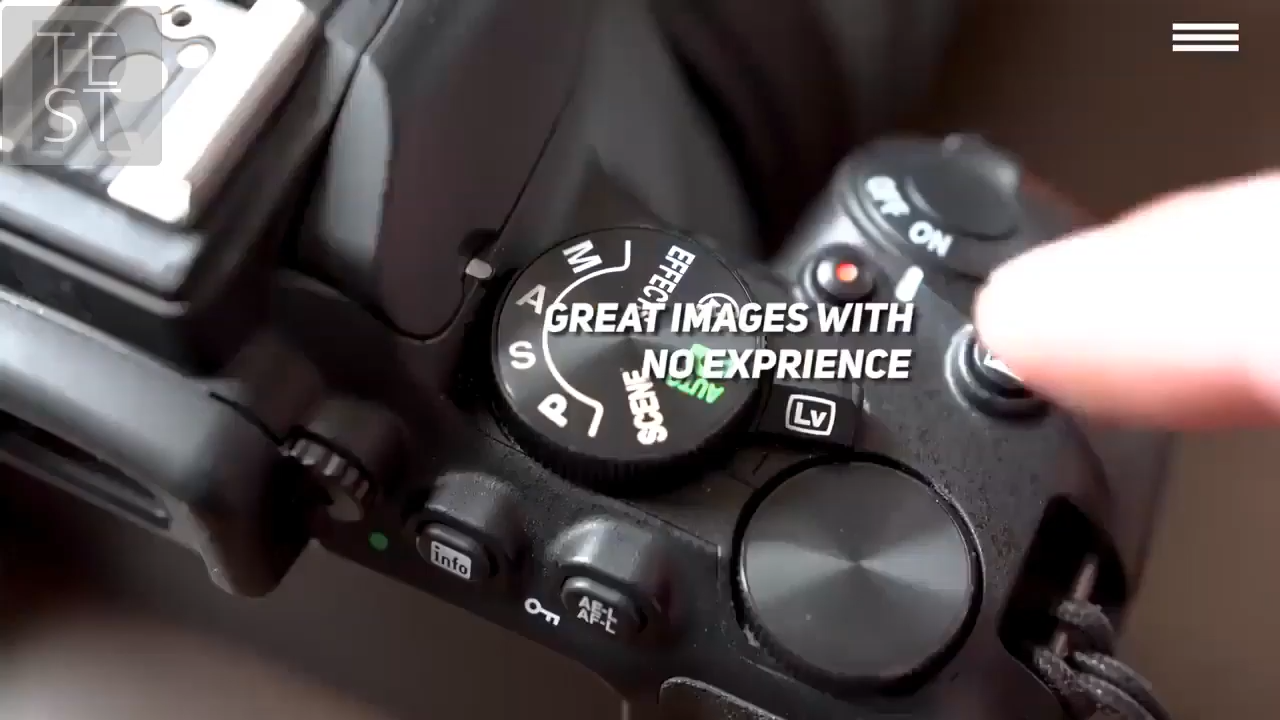 TE
ST
OFF ON
M
EFFECTS
A
GREAT IMAGES WITH
S
NO EXPRIENCE
AUTO
P
SCENE
Lv
info
AE-L
AF-L